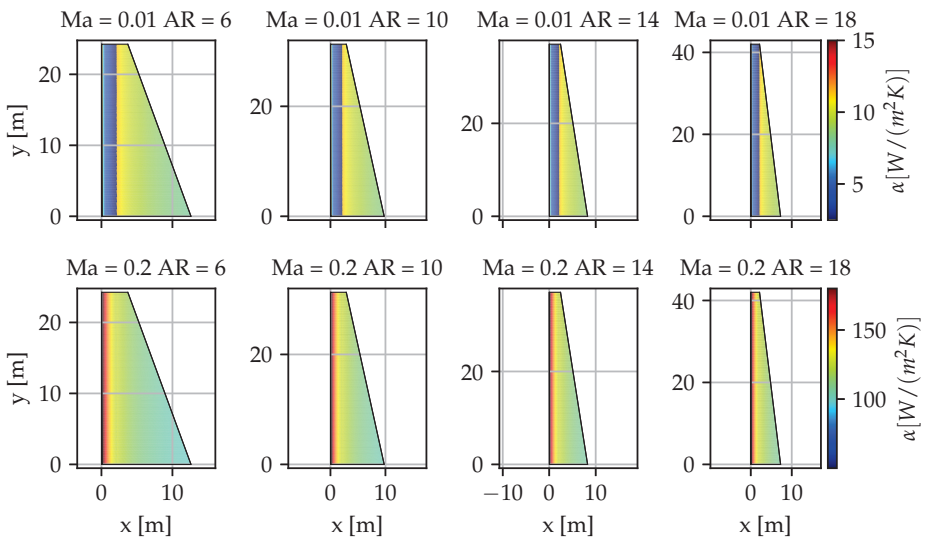 Ma = 0.01 AR = 6
Ma = 0.01 AR = 10
Ma = 0.01 AR = 14
Ma = 0.01 AR = 18
y [m]
20
10
0
20
0
20
0
40
20
0
15
10
5
α[W/(m²K)]
Ma = 0.2 AR = 6
Ma = 0.2 AR = 10
Ma = 0.2 AR = 14
Ma = 0.2 AR = 18
y [m]
20
10
0
20
0
20
0
40
20
0
150
100
α[W/(m²K)]
0 10
0 10
−10 0 10
0 10
x [m]
x [m]
x [m]
x [m]